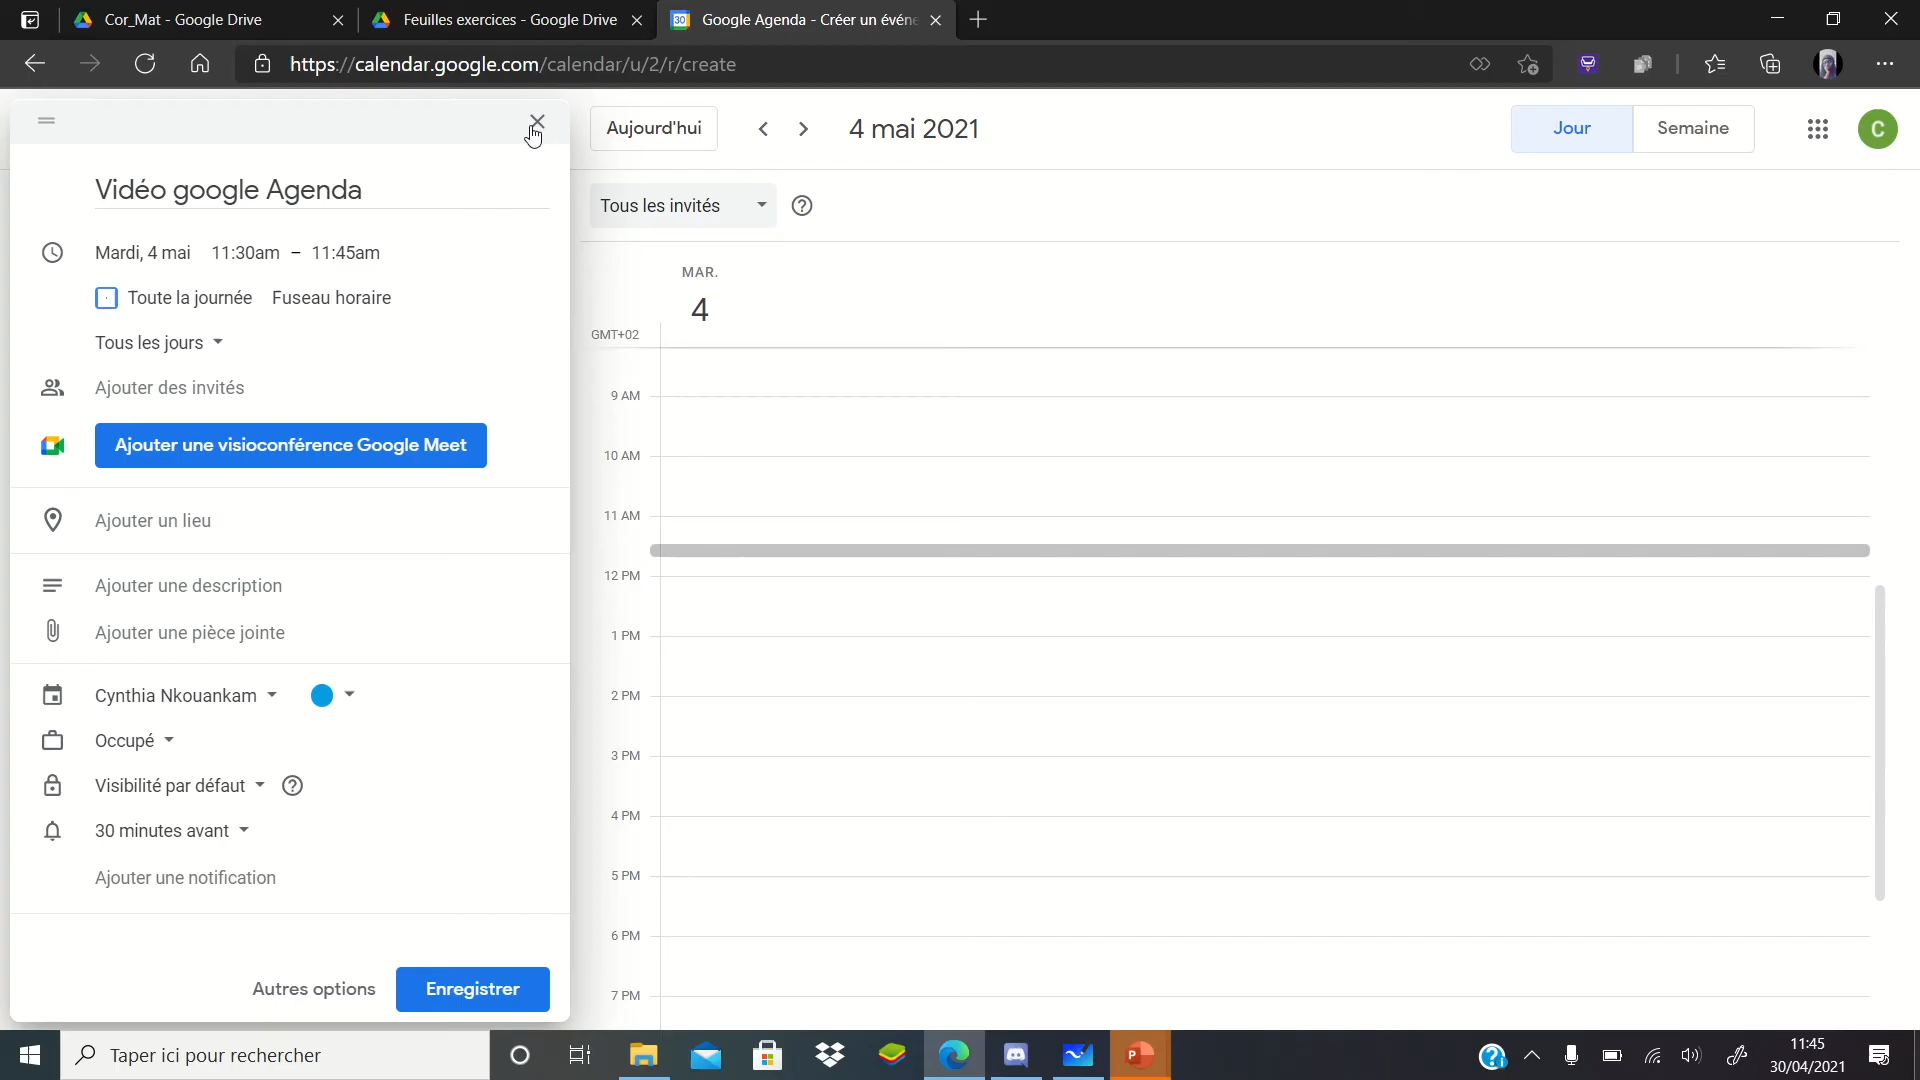 Cor_Mat - Google Drive
Feuilles exercices - Google Drive
Google Agenda - Créer un événe
https://calendar.google.com/calendar/u/2/r/create
Aujourd'hui
4 mai 2021
Jour
Semaine
C
Vidéo google Agenda
Tous les invités
Mardi, 4 mai 11:30am – 11:45am
Toute la journée Fuseau horaire
Tous les jours
Ajouter des invités
Ajouter une visioconférence Google Meet
Ajouter un lieu
Ajouter une description
Ajouter une pièce jointe
Cynthia Nkouankam
Occupé
Visibilité par défaut
30 minutes avant
Ajouter une notification
Autres options
Enregistrer
MAR.
4
GMT+02
9 AM
10 AM
11 AM
12 PM
1 PM
2 PM
3 PM
4 PM
5 PM
6 PM
7 PM
Taper ici pour rechercher
11:45
30/04/2021